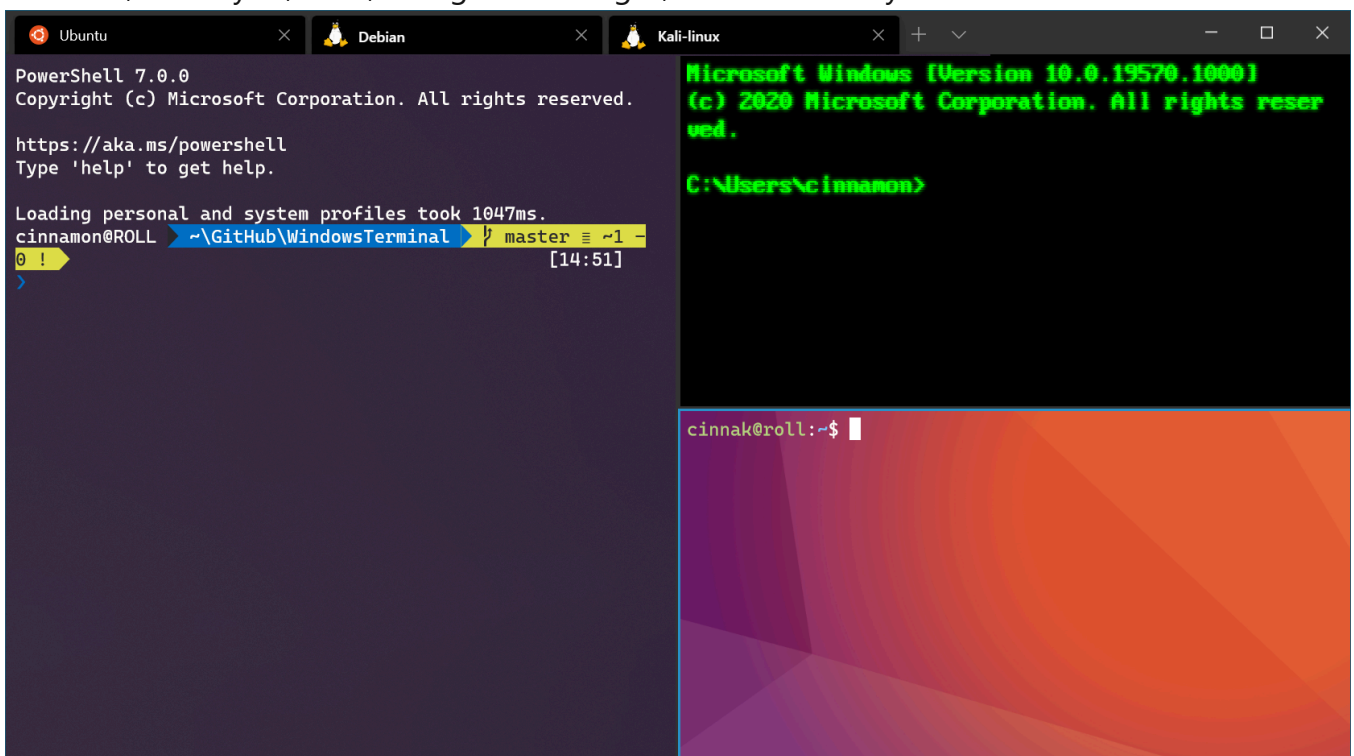 Ubuntu
Debian
Kali-linux
PowerShell 7.0.0
Copyright (c) Microsoft Corporation. All rights reserved.
https://aka.ms/powershell
Type 'help' to get help.
Loading personal and system profiles took 1047ms.
cinnamon@ROLL ~\GitHub\WindowsTerminal master ≡ ~1 -
0 ! [14:51]
❯
Microsoft Windows [Version 10.0.19570.1000]
(c) 2020 Microsoft Corporation. All rights reser
ved.
C:\Users\cinnamon>
cinnak@roll:~$